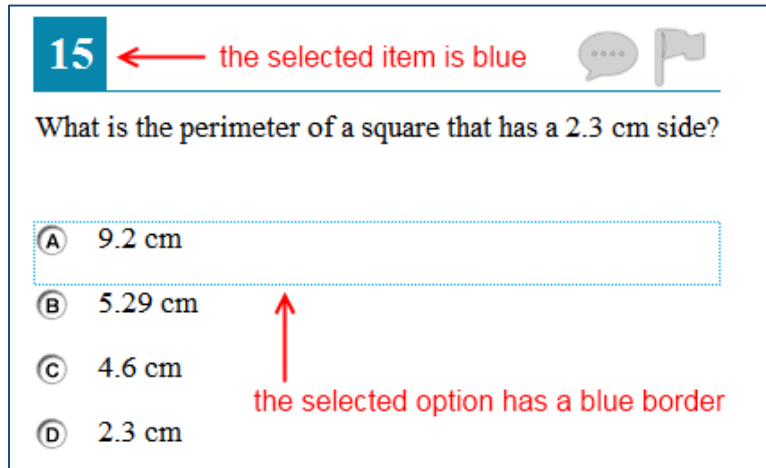 15 the selected item is blue
What is the perimeter of a square that has a 2.3 cm side?
A 9.2 cm
B 5.29 cm
C 4.6 cm
the selected option has a blue border
D 2.3 cm